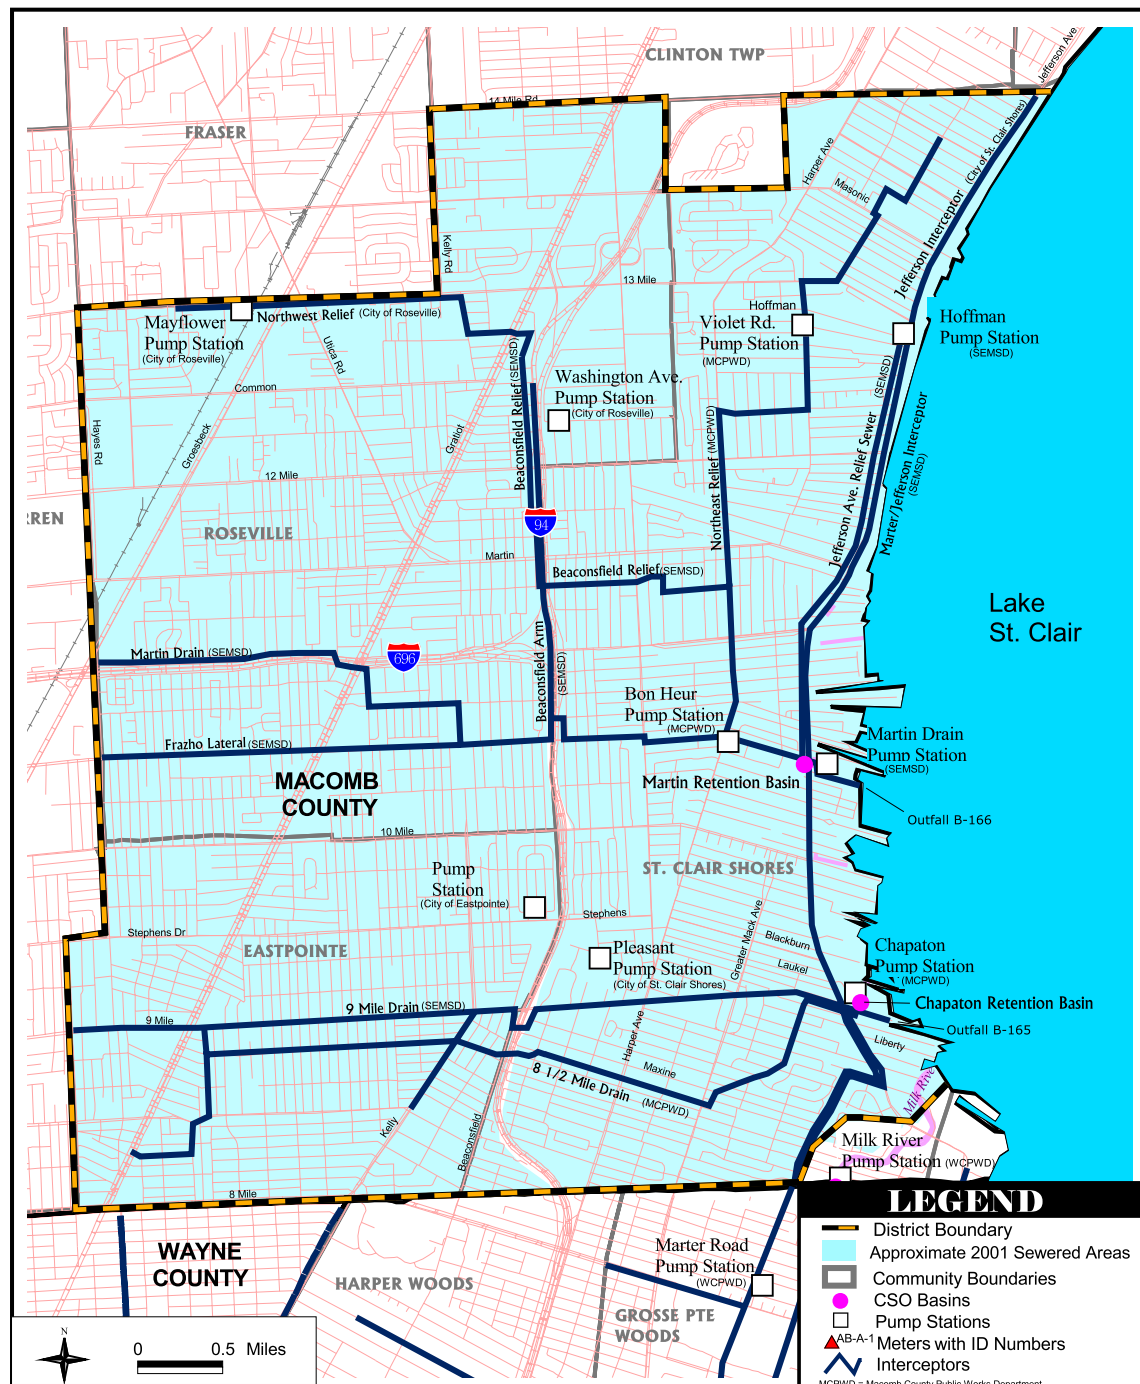 CLINTON TWP
Jefferson Ave
14 Mile Rd
FRASER
Harper Ave
Masonic
Jefferson Interceptor (City of St. Clair Shores)
Kelly Rd
13 Mile
Hoffman
Mayflower
Pump Station
(City of Roseville)
Northwest Relief (City of Roseville)
Violet Rd.
Pump Station
(MCPWD)
Hoffman
Pump Station
(SEMSD)
Utica Rd
Common
Washington Ave.
Pump Station
(City of Roseville)
Beaconsfield Relief (SEMSD)
Jefferson Ave. Relief Sewer (SEMSD)
Marter/Jefferson Interceptor
(SEMSD)
Hayes Rd
Groesbeck
Gratiot
Northeast Relief (MCPWD)
12 Mile
RREN
ROSEVILLE
94
Martin
Beaconsfield Relief (SEMSD)
Lake
St. Clair
Martin Drain (SEMSD)
696
Beaconsfield Arm
(SEMSD)
Bon Heur
Pump Station
(MCPWD)
Frazho Lateral (SEMSD)
Martin Drain
Pump Station
(SEMSD)
MACOMB
COUNTY
Martin Retention Basin
Outfall B-166
10 Mile
Pump
Station
(City of Eastpointe)
ST. CLAIR SHORES
Stephens
Stephens Dr
EASTPOINTE
Greater Mack Ave
Blackburn
Laukel
Pleasant
Pump Station
(City of St. Clair Shores)
Chapaton
Pump Station
(MCPWD)
Chapaton Retention Basin
9 Mile Drain (SEMSD)
9 Mile
Outfall B-165
Liberty
Harper Ave
Maxine
8 1/2 Mile Drain (MCPWD)
Milk River
Kelly
Beaconsfield
Milk River
Pump Station (WCPWD)
8 Mile
WAYNE
COUNTY
HARPER WOODS
Marter Road
Pump Station
(WCPWD)
GROSSE PTE
WOODS
LEGEND
District Boundary
Approximate 2001 Sewered Areas
Community Boundaries
CSO Basins
Pump Stations
AB-A-1 Meters with ID Numbers
Interceptors
MCPWD = Macomb County Public Works Department
N
0 0.5 Miles